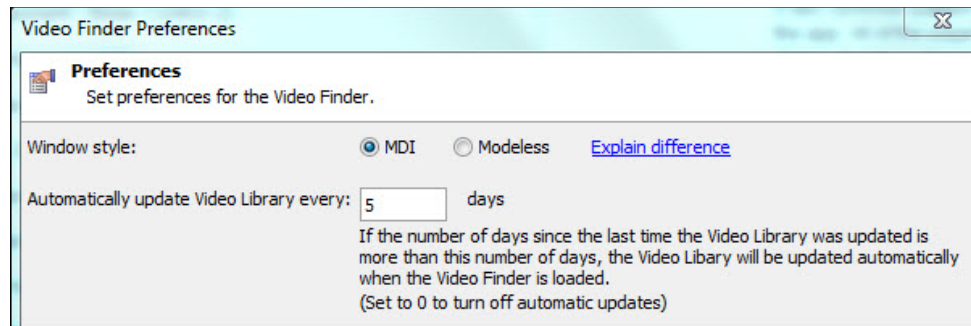 Video Finder Preferences
Preferences
Set preferences for the Video Finder.
Window style: MDI Modeless Explain difference
Automatically update Video Library every: 5 days
If the number of days since the last time the Video Library was updated is
more than this number of days, the Video Libary will be updated automatically
when the Video Finder is loaded.
(Set to 0 to turn off automatic updates)